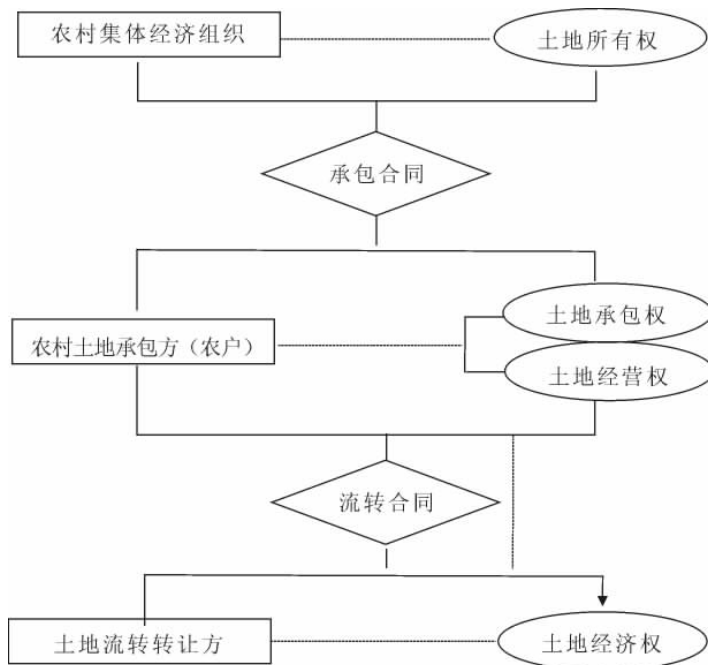 农村集体经济组织
土地所有权
承包合同
土地承包权
农村土地承包方（农户）
土地经营权
流转合同
土地流转转让方
土地经济权